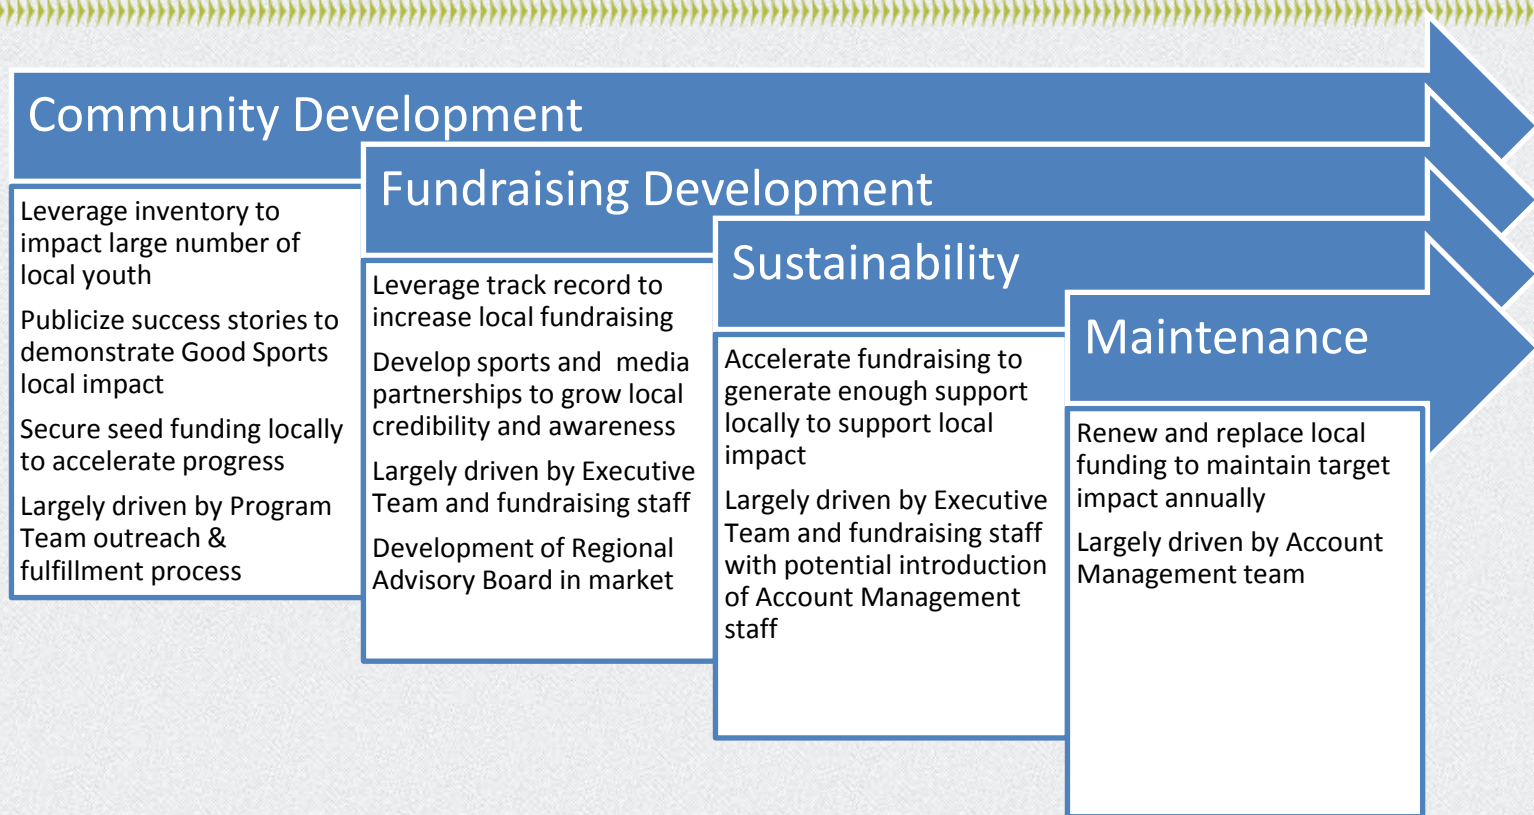 Community Development
Leverage inventory to
impact large number of
local youth
Publicize success stories to
demonstrate Good Sports
local impact
Secure seed funding locally
to accelerate progress
Largely driven by Program
Team outreach &
fulfillment process
Fundraising Development
Leverage track record to
increase local fundraising
Develop sports and  media
partnerships to grow local
credibility and awareness
Largely driven by Executive
Team and fundraising staff
Development of Regional
Advisory Board in market
Sustainability
Accelerate fundraising to
generate enough support
locally to support local
impact
Largely driven by Executive
Team and fundraising staff
with potential introduction
of Account Management
staff
Maintenance
Renew and replace local
funding to maintain target
impact annually
Largely driven by Account
Management team